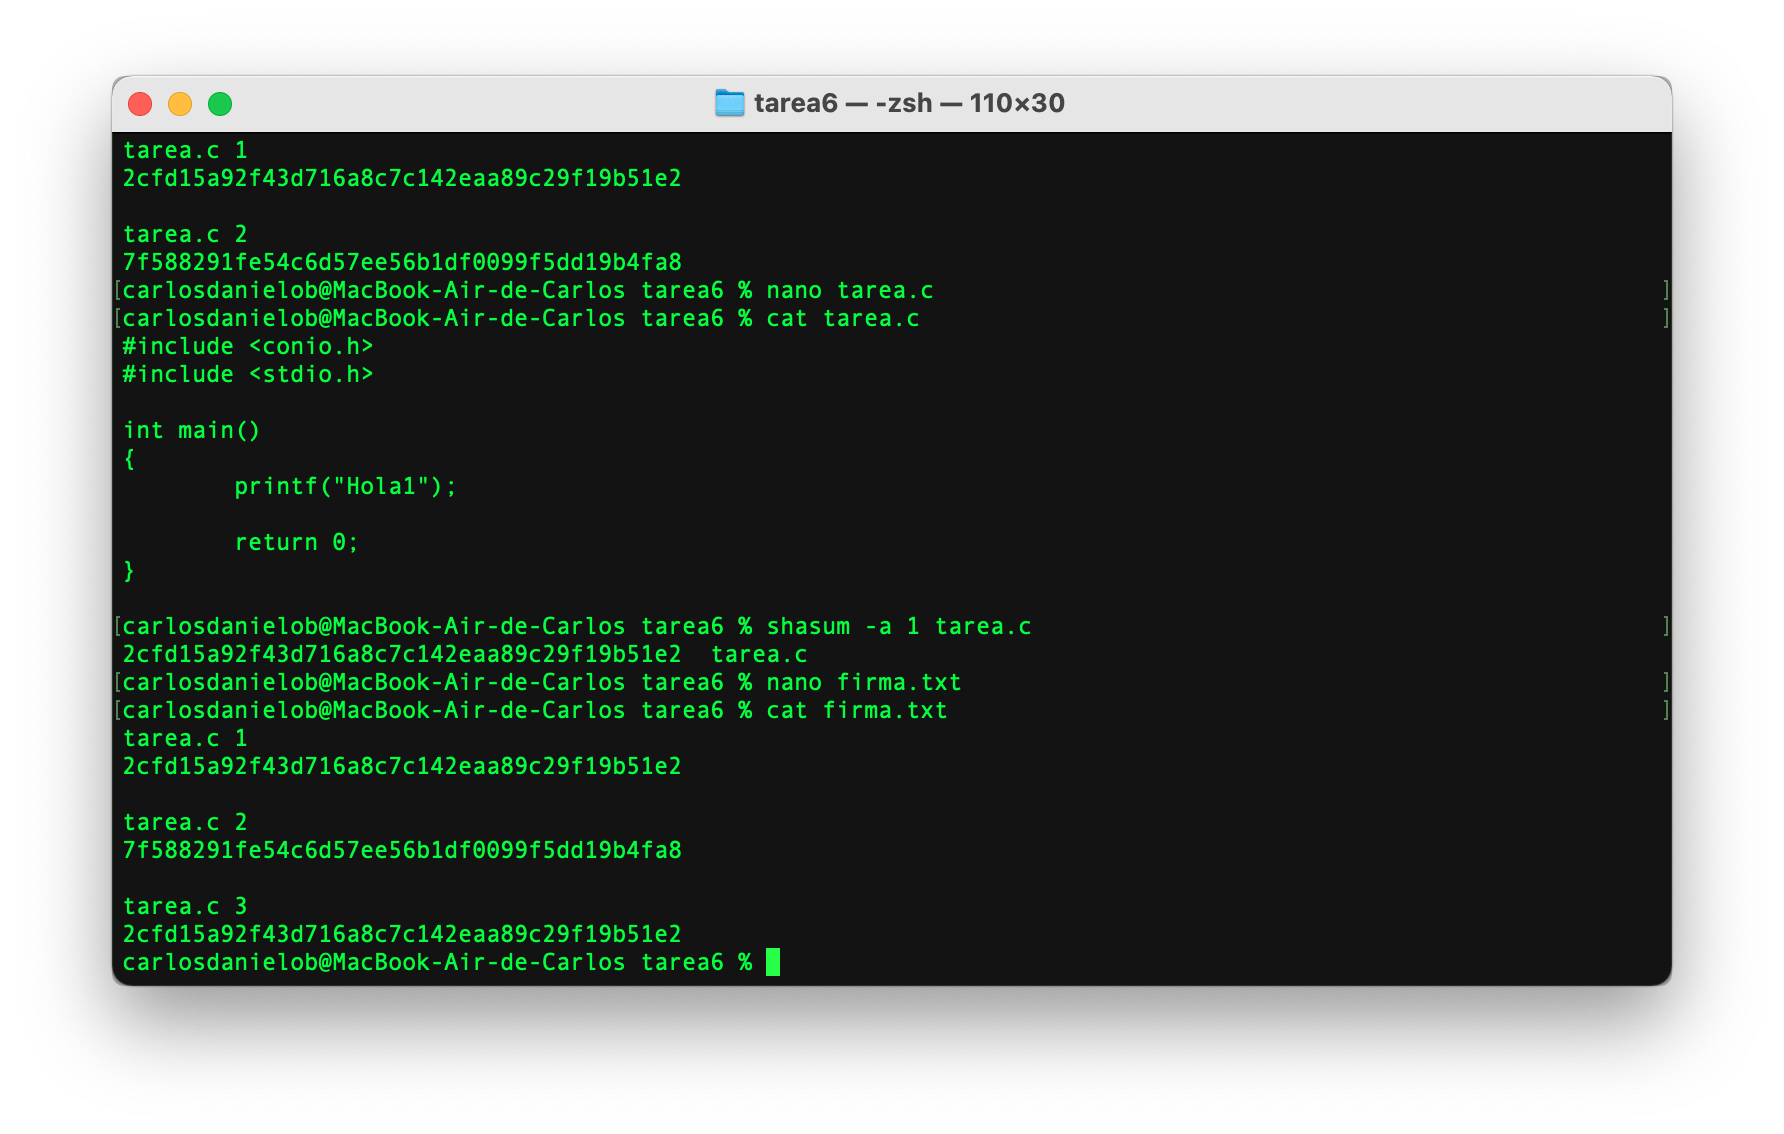 tarea6 — -zsh — 110×30
tarea.c 1
2cfd15a92f43d716a8c7c142eaa89c29f19b51e2
tarea.c 2
7f588291fe54c6d57ee56b1df0099f5dd19b4fa8
[carlosdanielob@MacBook-Air-de-Carlos tarea6 % nano tarea.c ]
[carlosdanielob@MacBook-Air-de-Carlos tarea6 % cat tarea.c ]
#include <conio.h>
#include <stdio.h>
int main()
{
printf("Hola1");
return 0;
}
[carlosdanielob@MacBook-Air-de-Carlos tarea6 % shasum -a 1 tarea.c ]
2cfd15a92f43d716a8c7c142eaa89c29f19b51e2  tarea.c
[carlosdanielob@MacBook-Air-de-Carlos tarea6 % nano firma.txt ]
[carlosdanielob@MacBook-Air-de-Carlos tarea6 % cat firma.txt ]
tarea.c 1
2cfd15a92f43d716a8c7c142eaa89c29f19b51e2
tarea.c 2
7f588291fe54c6d57ee56b1df0099f5dd19b4fa8
tarea.c 3
2cfd15a92f43d716a8c7c142eaa89c29f19b51e2
carlosdanielob@MacBook-Air-de-Carlos tarea6 %